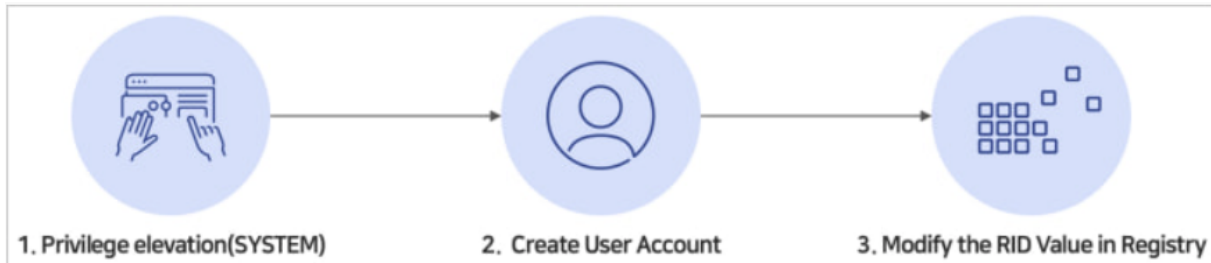 1. Privilege elevation(SYSTEM)
2. Create User Account
3. Modify the RID Value in Registry